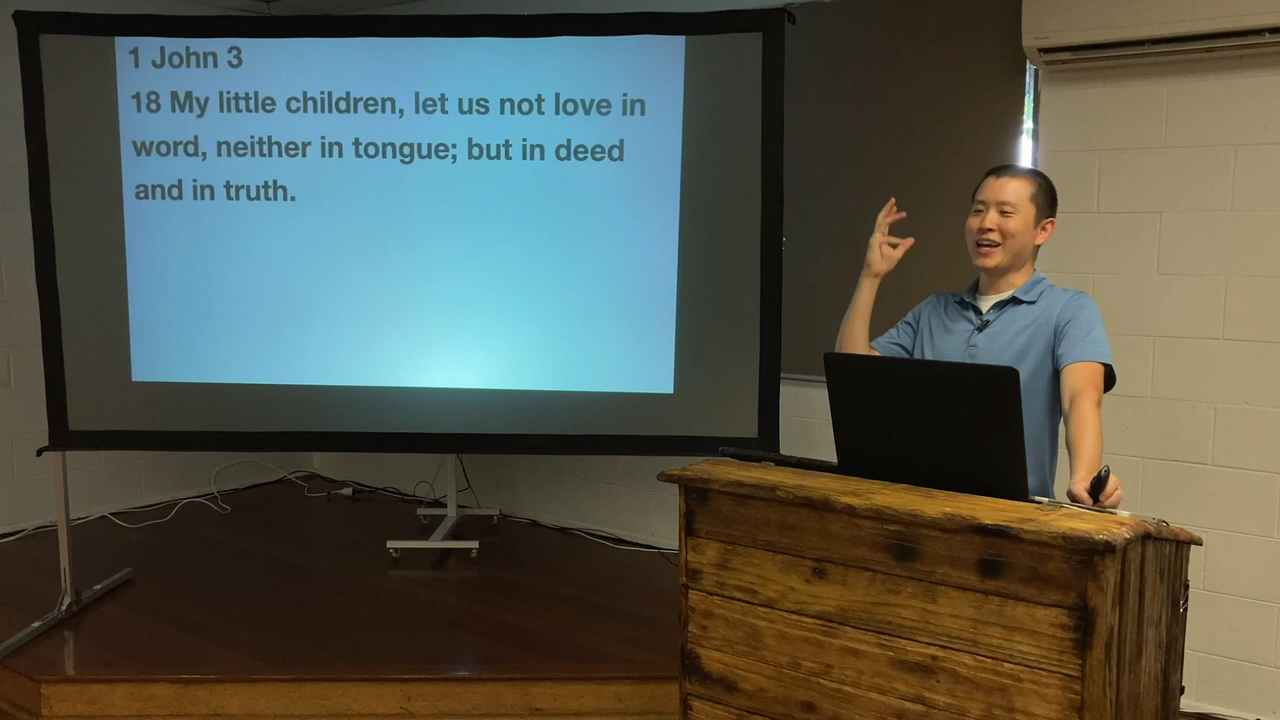 1 John 3
18 My little children, let us not love in
word, neither in tongue; but in deed
and in truth.